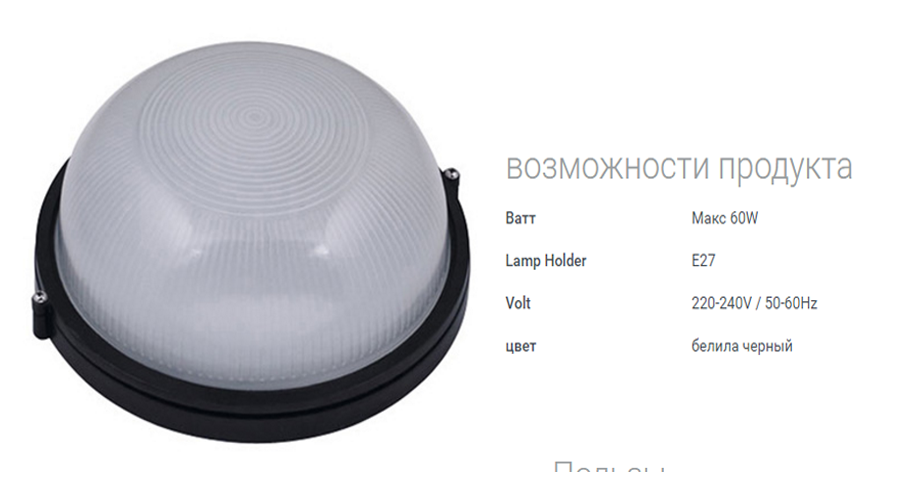 возможности продукта
Ватт Макс 60W
Lamp Holder E27
Volt 220-240V / 50-60Hz
цвет белила черный